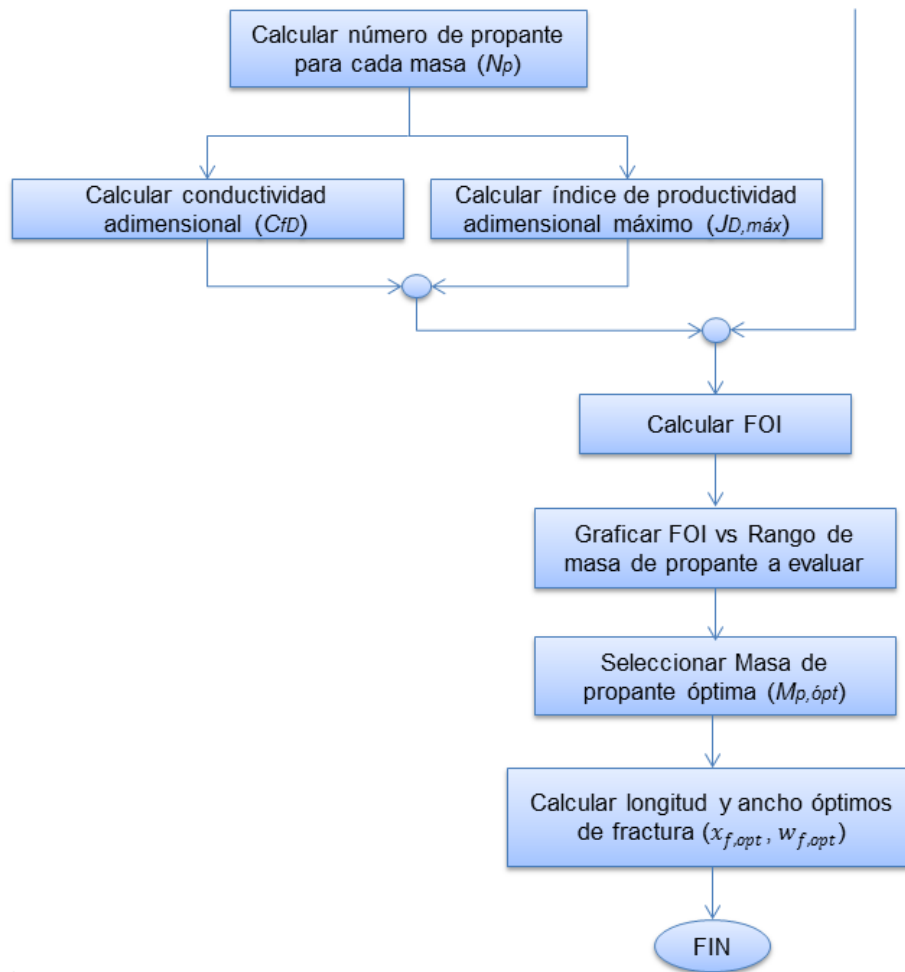 Calcular número de propante
para cada masa (Np)
Calcular conductividad
adimensional (CfD)
Calcular índice de productividad
adimensional máximo (JD,máx)
Calcular FOI
Graficar FOI vs Rango de
masa de propante a evaluar
Seleccionar Masa de
propante óptima (Mp,ópt)
Calcular longitud y ancho óptimos
de fractura (xf,opt, wf,opt)
FIN